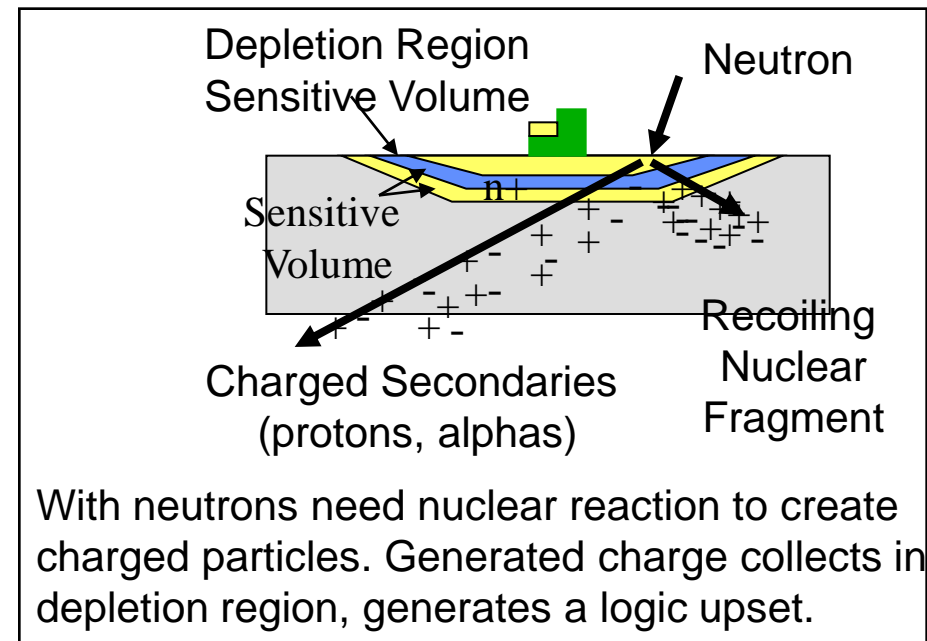 Depletion Region
Sensitive Volume
Neutron
n+
Sensitive
Volume
Recoiling
Nuclear
Fragment
Charged Secondaries
(protons, alphas)
With neutrons need nuclear reaction to create
charged particles. Generated charge collects in
depletion region, generates a logic upset.